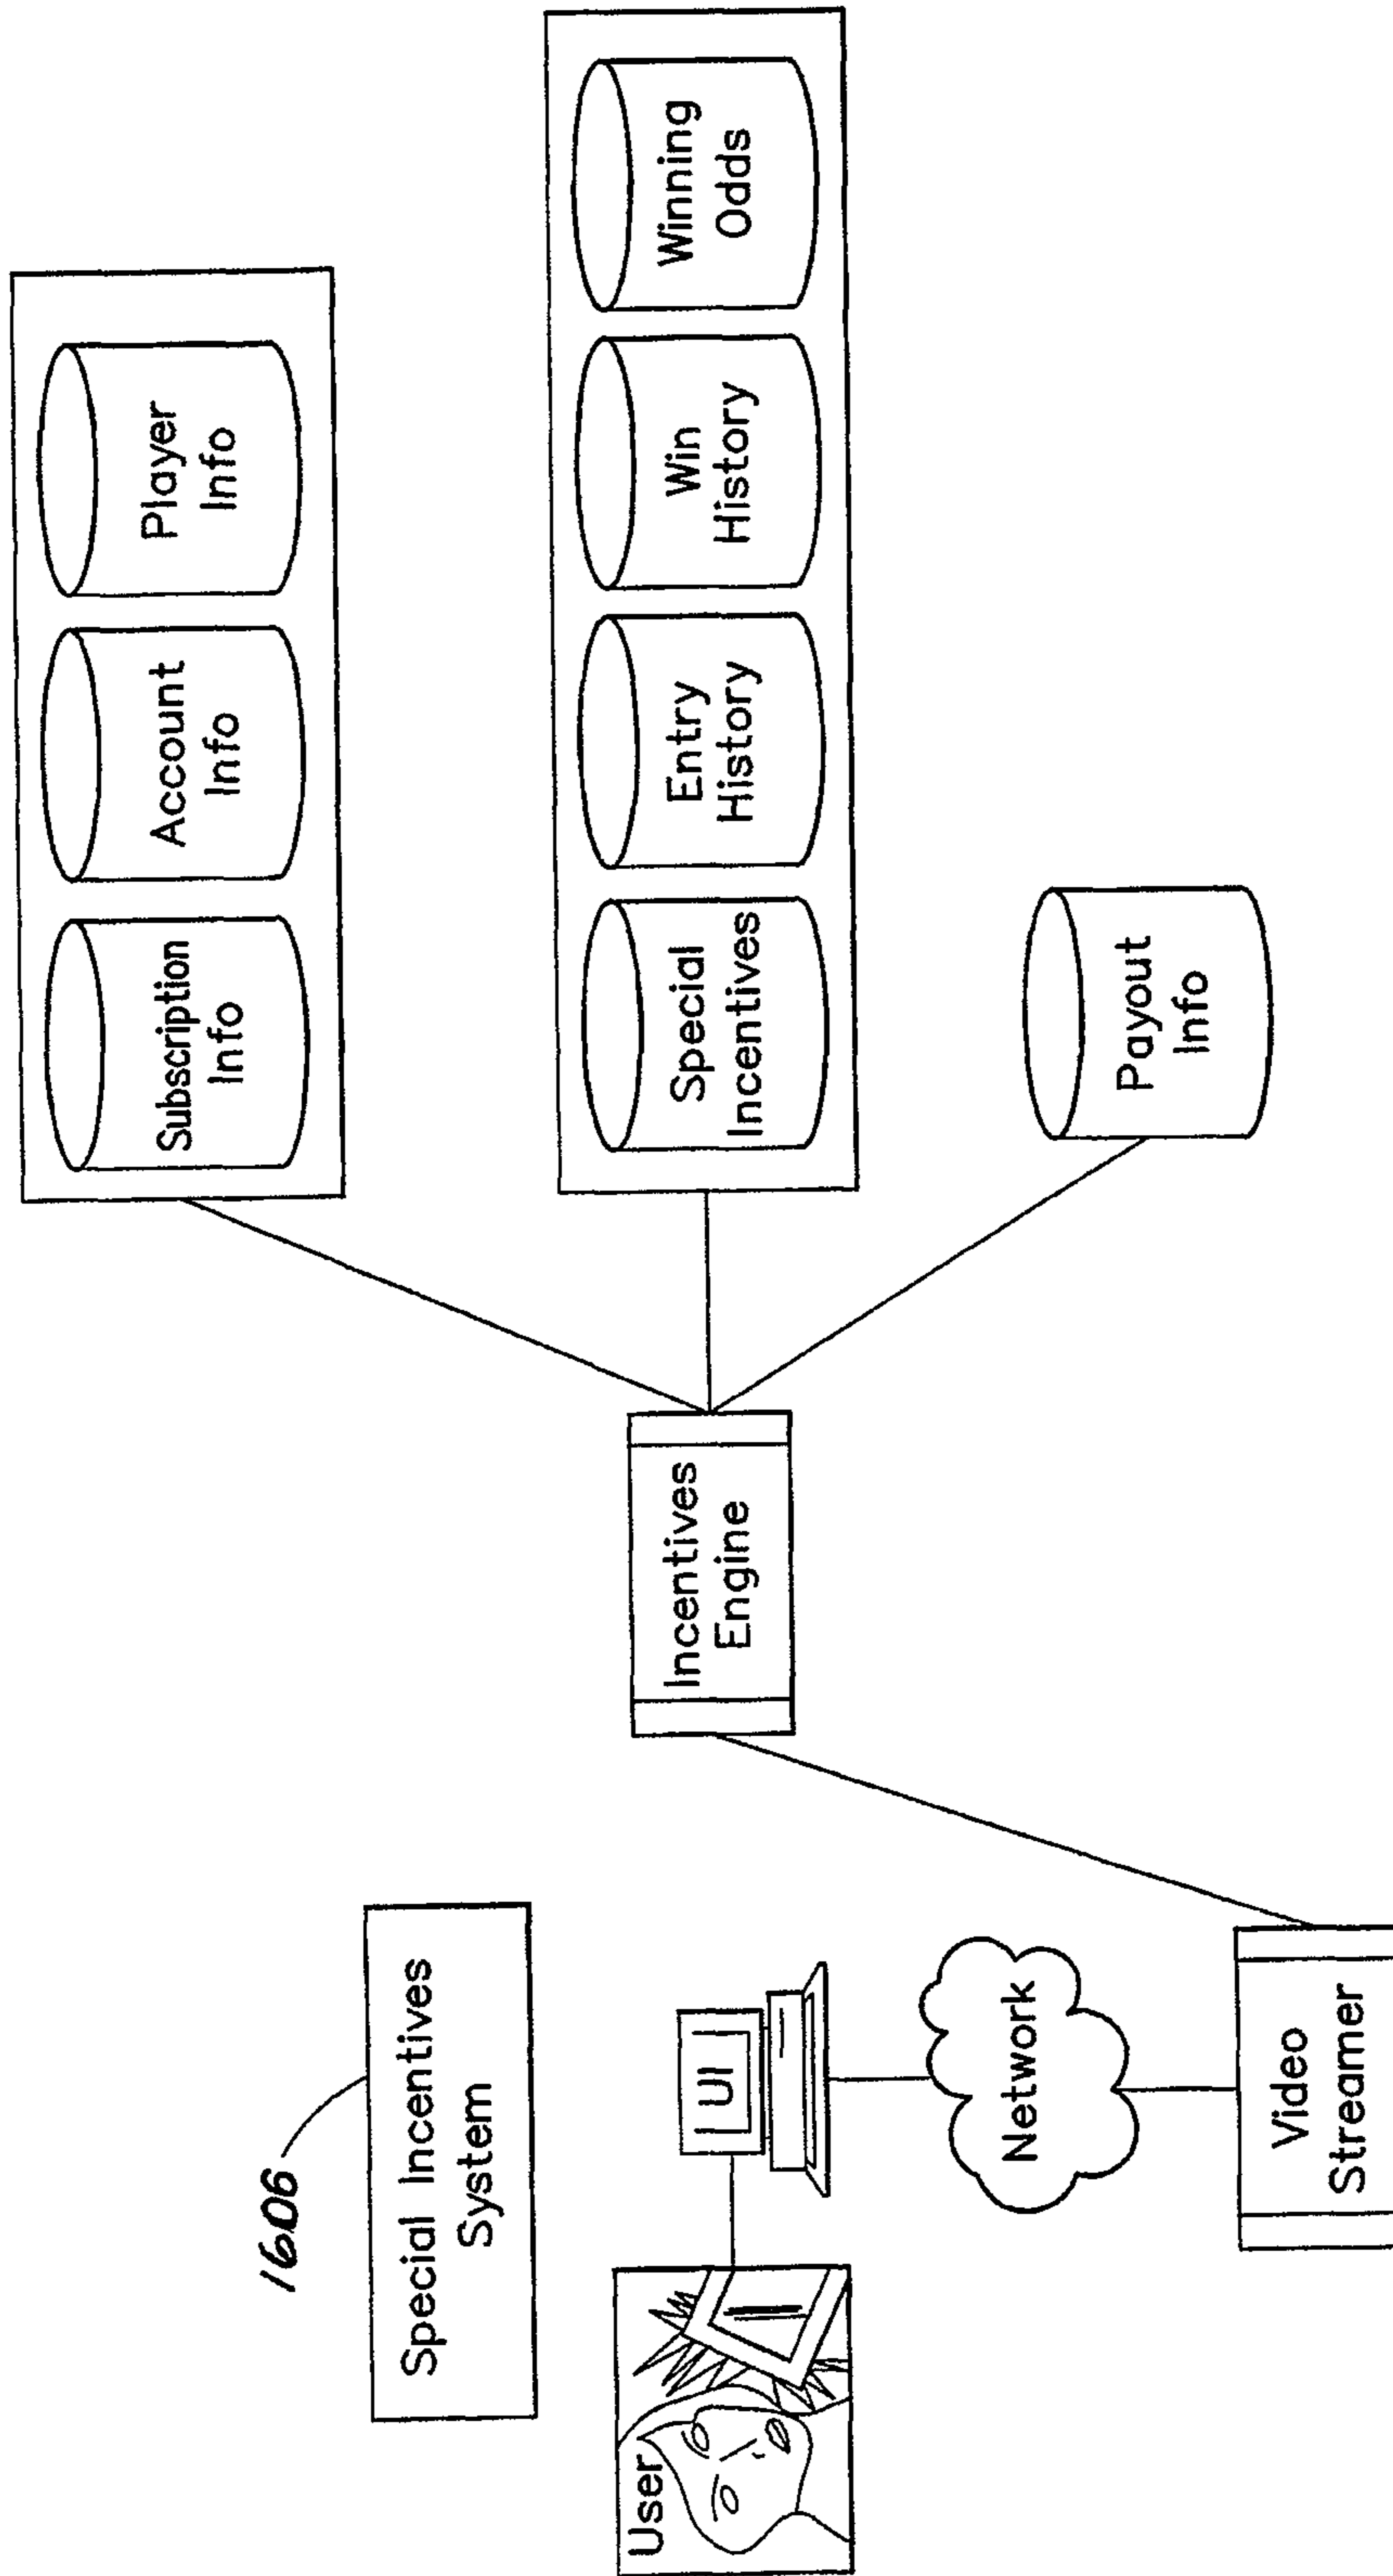 1606
Special Incentives
System
User
UI
Network
Video
Streamer
Incentives
Engine
Subscription
Info
Account
Info
Player
Info
Special
Incentives
Entry
History
Win
History
Winning
Odds
Payout
Info